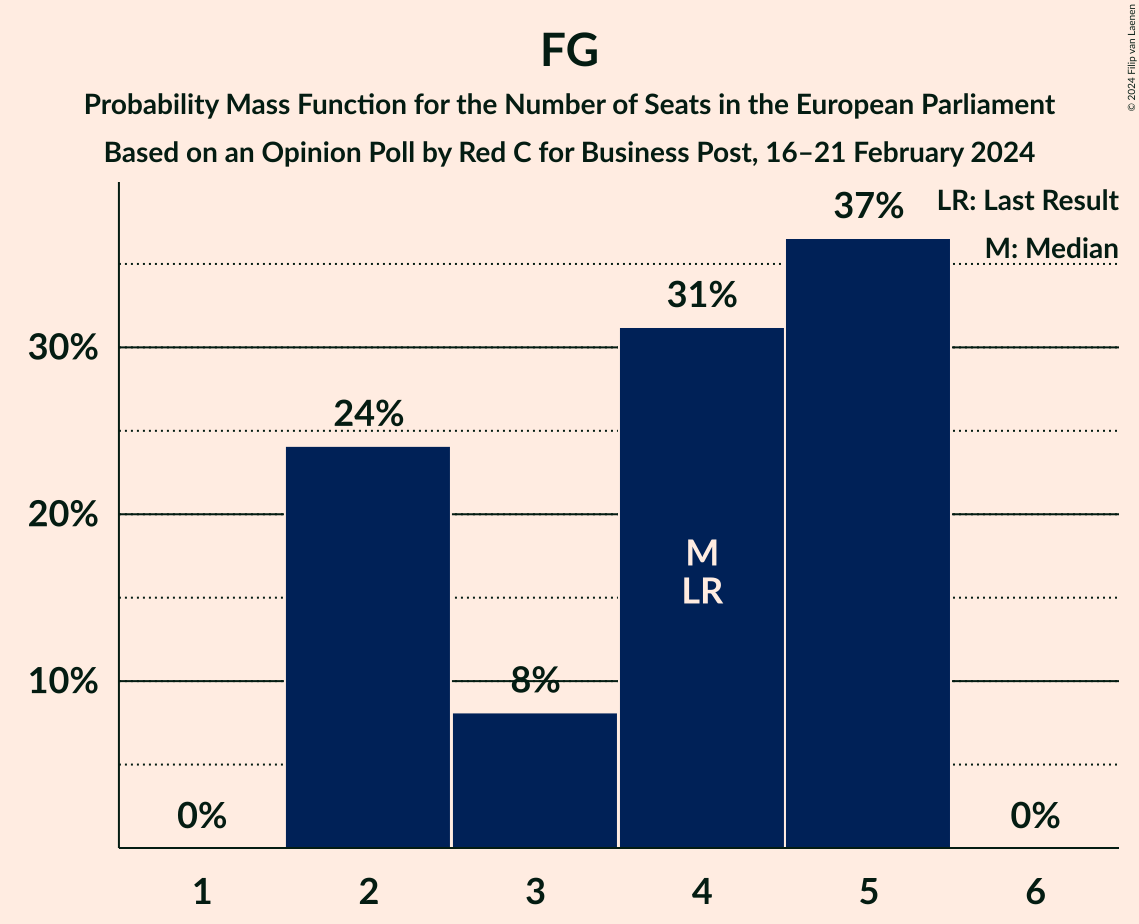 FG
Probability Mass Function for the Number of Seats in the European Parliament
Based on an Opinion Poll by Red C for Business Post, 16–21 February 2024
© 2024 Filip van Laenen
LR: Last Result
M: Median
37%
31%
30%
24%
20%
M
LR
10%
8%
0%
0%
1 2 3 4 5 6